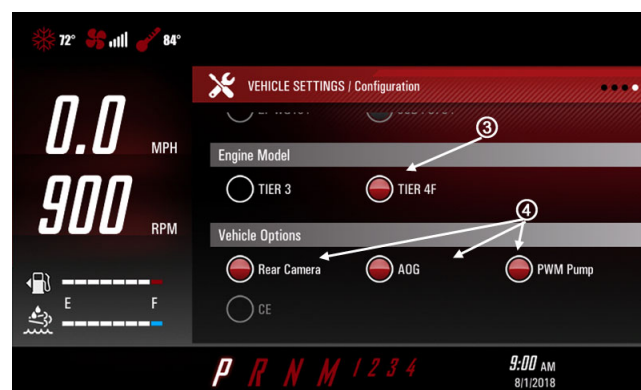 72° 84°
VEHICLE SETTINGS / Configuration
③
0.0 MPH
Engine Model
TIER 3 TIER 4F
④
900 RPM
Vehicle Options
Rear Camera AOG PWM Pump
E F
CE
P R N M 1 2 3 4
9:00 AM
8/1/2018